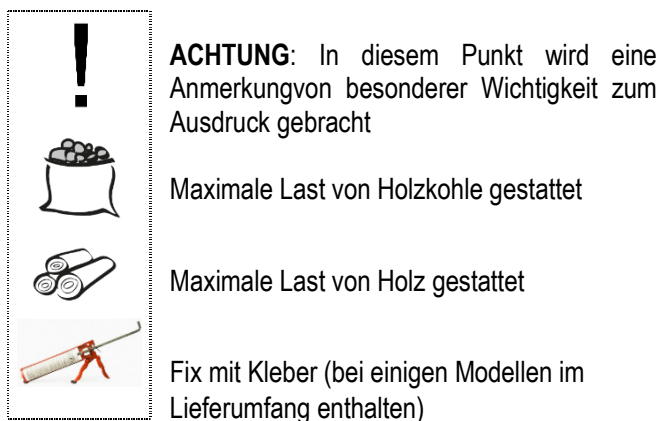 ACHTUNG: In diesem Punkt wird eine
Anmerkungvon besonderer Wichtigkeit zum
Ausdruck gebracht
Maximale Last von Holzkohle gestattet
Maximale Last von Holz gestattet
Fix mit Kleber (bei einigen Modellen im
Lieferumfang enthalten)